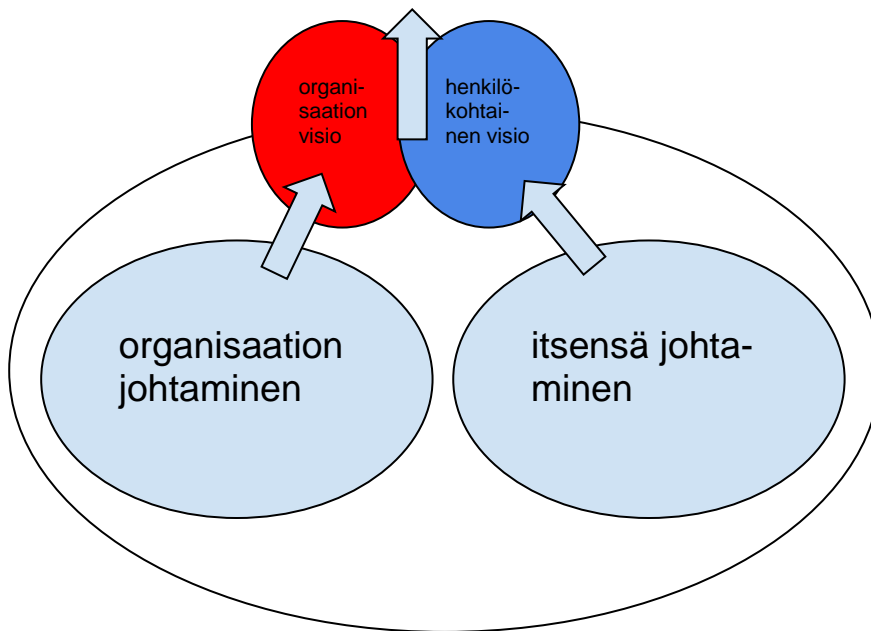 organi-
saation
visio
henkilö-
kohtai-
nen visio
organisaation
johtaminen
itsensä johta-
minen